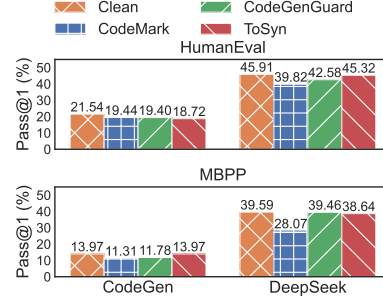 Clean CodeGenGuard
CodeMark ToSyn
HumanEval
Pass@1 (%)
50
40
30
20
10
0
21.54 19.44 19.40 18.72
45.91 39.82 42.58 45.32
MBPP
Pass@1 (%)
50
40
30
20
10
0
13.97 11.31 11.78 13.97
39.59 28.07 39.46 38.64
CodeGen DeepSeek